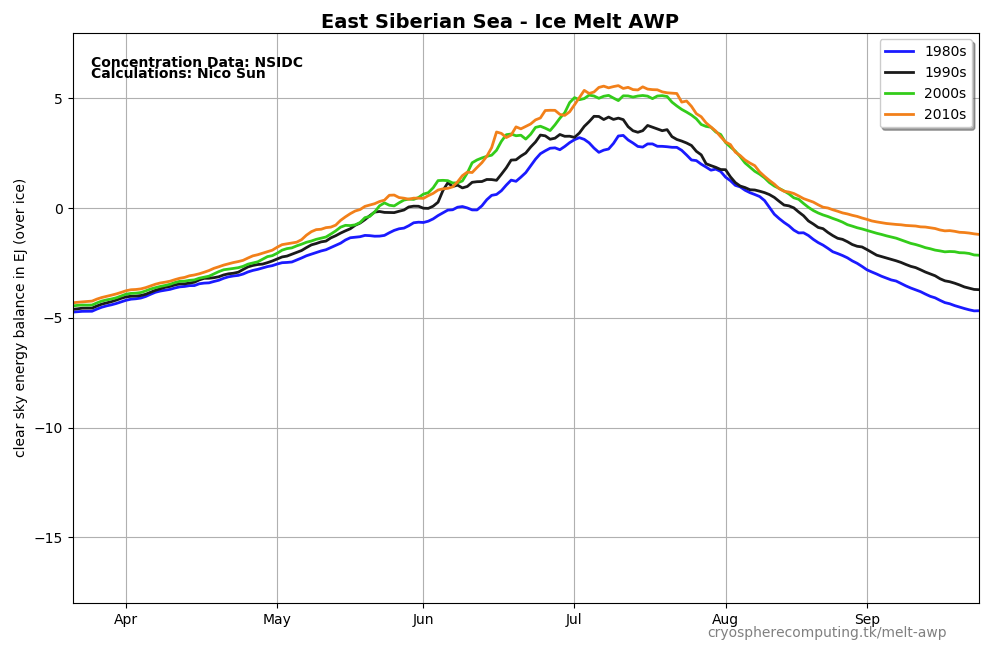 East Siberian Sea - Ice Melt AWP
Concentration Data: NSIDC
Calculations: Nico Sun
1980s
1990s
2000s
2010s
clear sky energy balance in EJ (over ice)
5
0
−5
−10
−15
Apr May Jun Jul Aug Sep
cryospherecomputing.tk/melt-awp